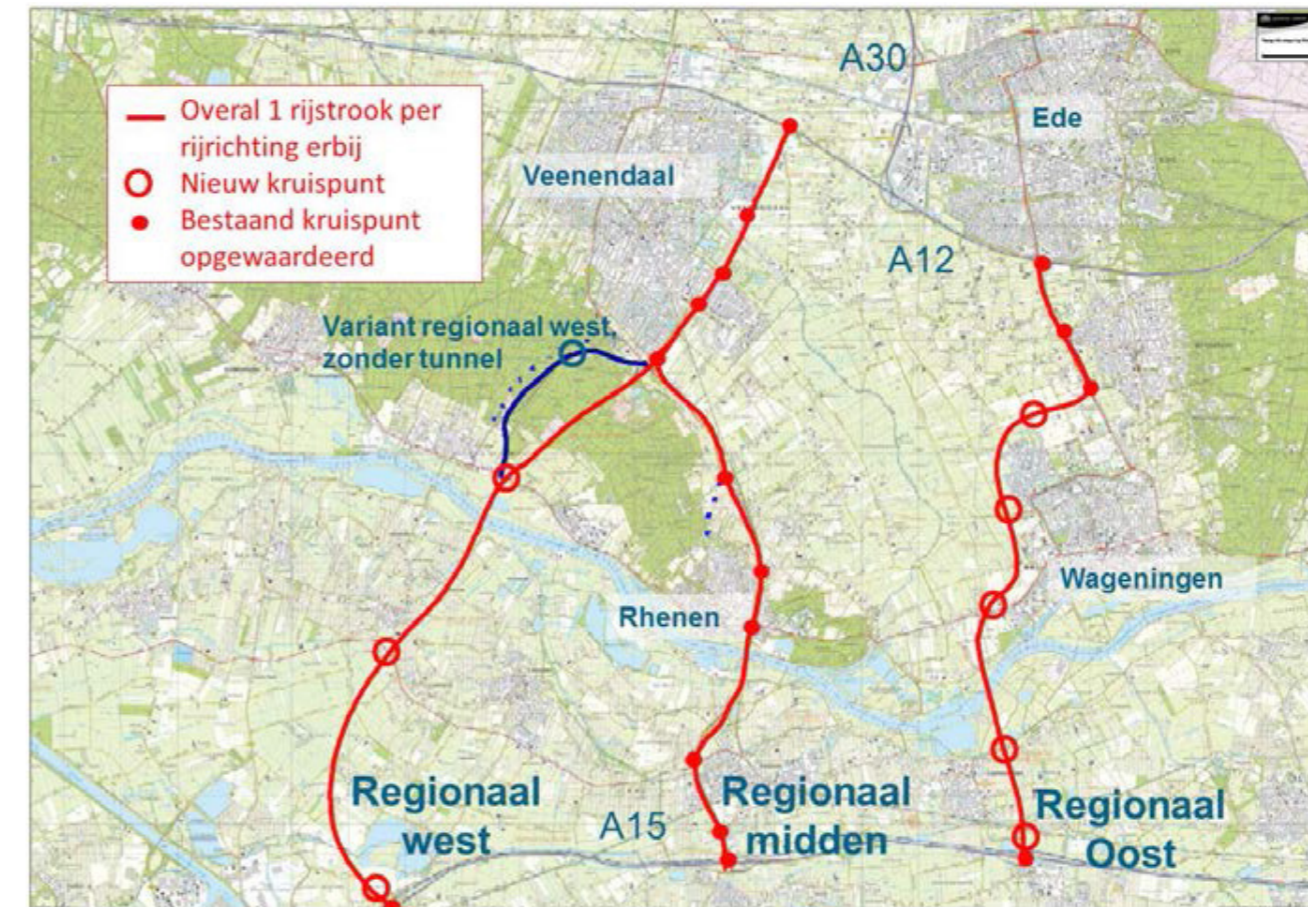 Overal 1 rijstrook per
rijrichting erbij
Nieuw kruispunt
Bestaand kruispunt
opgewaardeerd
A30
Ede
Veenendaal
A12
Variant regionaal west,
zonder tunnel
Wageningen
Rhenen
Regionaal
west
A15
Regionaal
midden
Regionaal
Oost